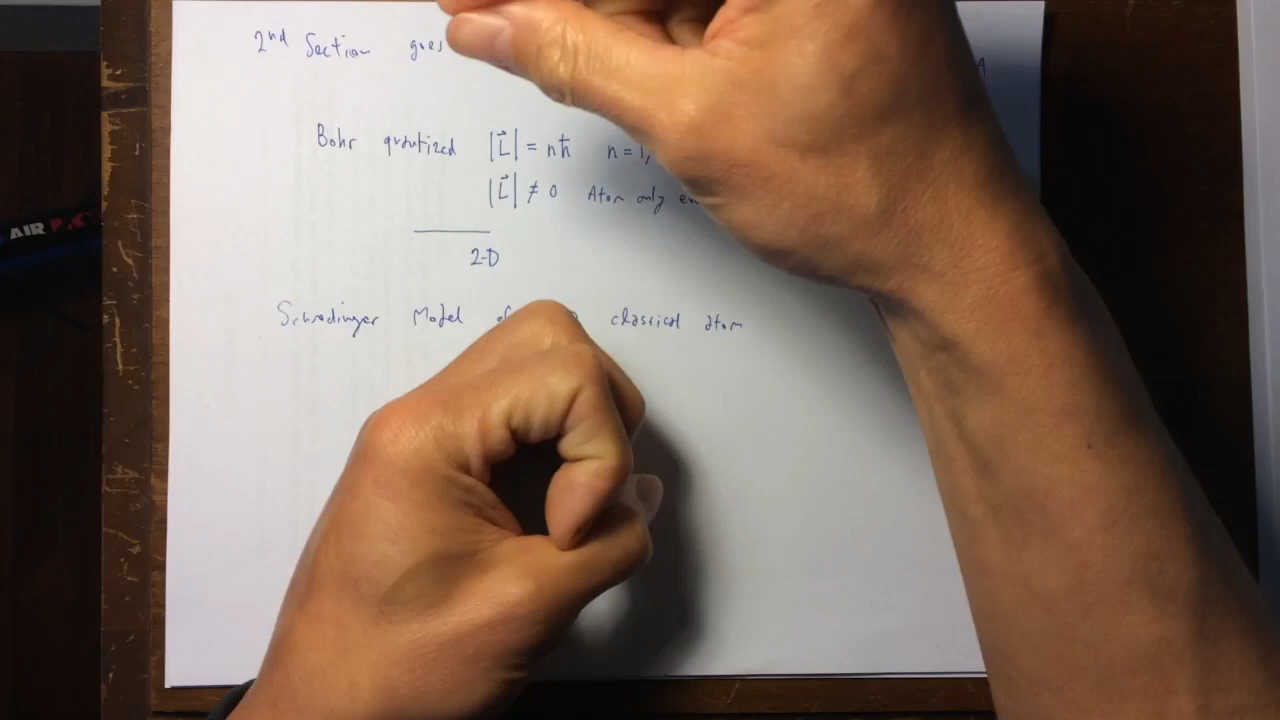 2nd Section goes
Bohr quantized |L⃗| = nħ n = 1,
|L⃗| ≠ 0 Atom only
2-D
Schrodinger Model classical atom
AIR